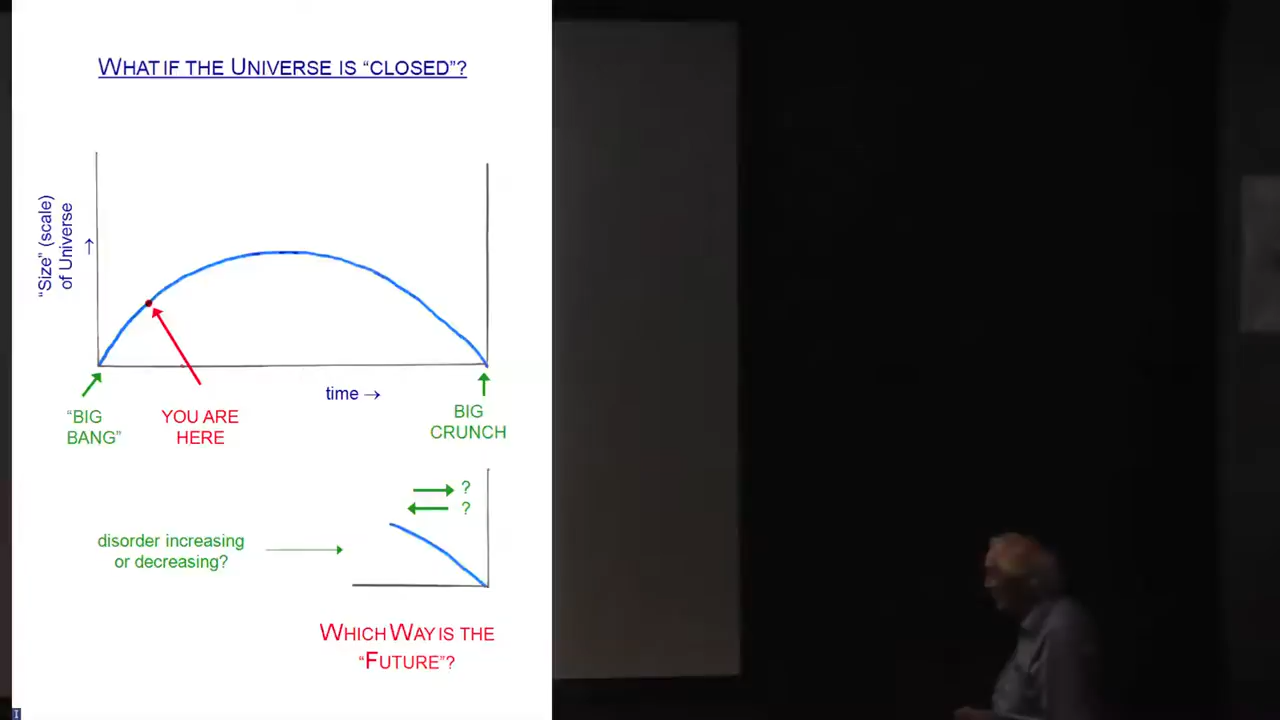 WHAT IF THE UNIVERSE IS “CLOSED”?
“Size” (scale)
of Universe
→
time →
“BIG
BANG”
YOU ARE
HERE
BIG
CRUNCH
?
?
disorder increasing
or decreasing?
WHICH WAY IS THE
“FUTURE”?